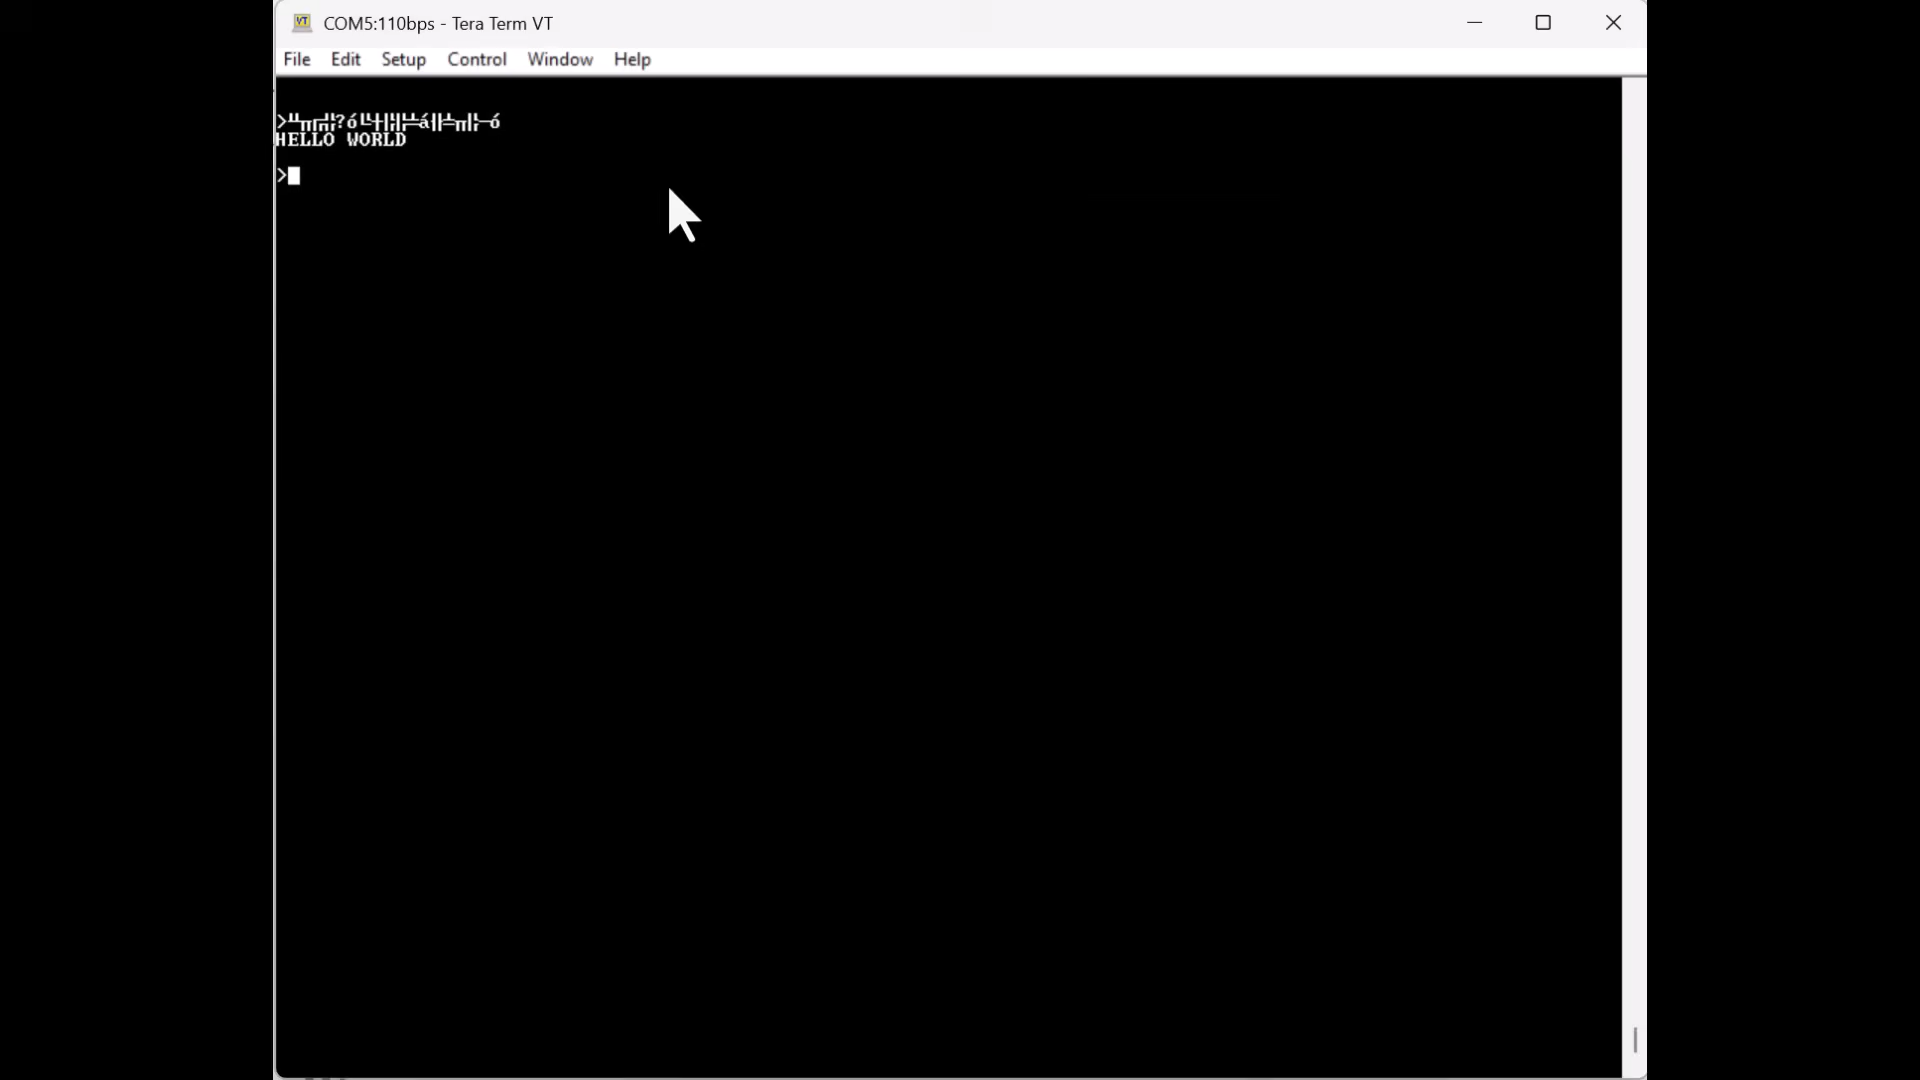 COM5:110bps - Tera Term VT
File Edit Setup Control Window Help
HELLO WORLD
>